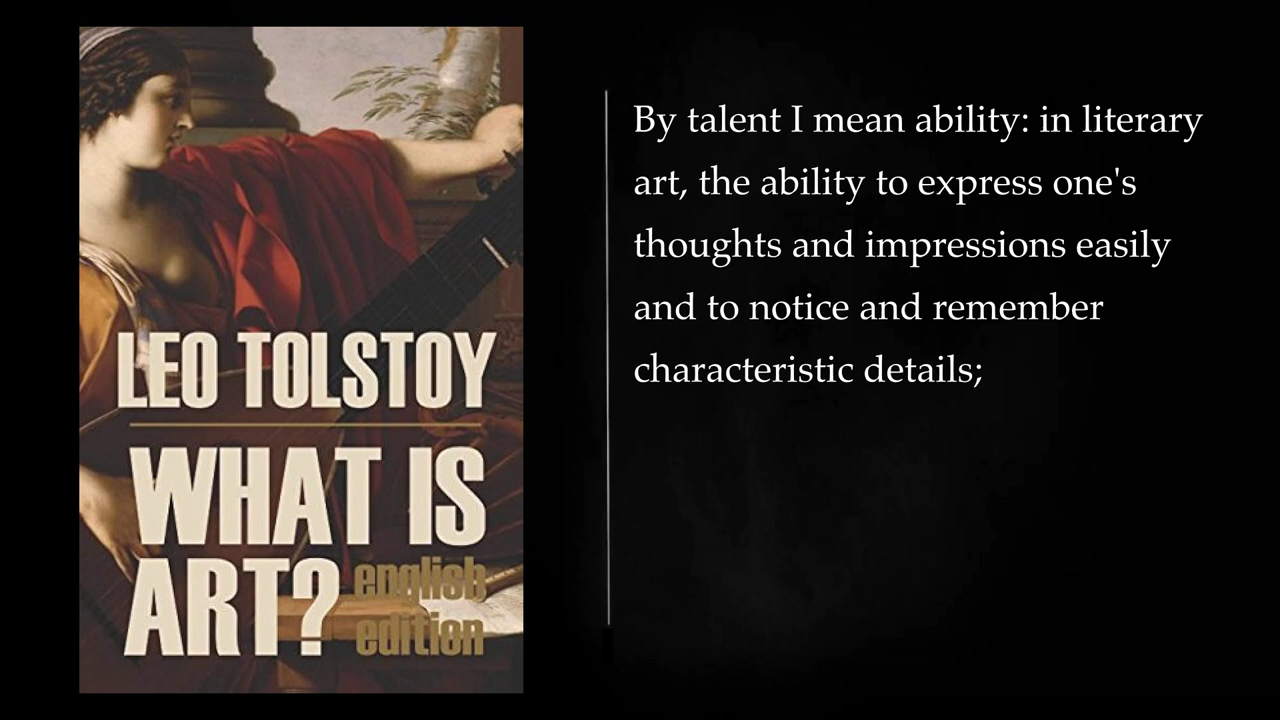 LEO TOLSTOY
WHAT IS
ART?
english
edition
By talent I mean ability: in literary
art, the ability to express one's
thoughts and impressions easily
and to notice and remember
characteristic details;